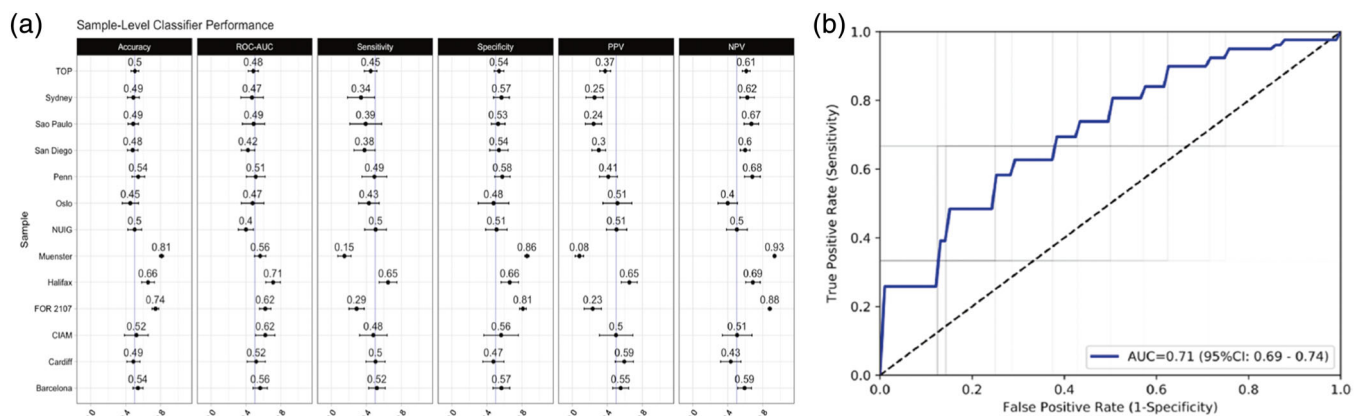 (a)
Sample-Level Classifier Performance
Accuracy ROC-AUC Sensitivity Specificity PPV NPV
TOP 0.5 0.48 0.45 0.54 0.37 0.61
Sydney 0.49 0.47 0.34 0.57 0.25 0.62
Sao Paulo 0.49 0.49 0.39 0.53 0.24 0.67
San Diego 0.48 0.42 0.38 0.54 0.3 0.6
Penn 0.54 0.51 0.49 0.58 0.41 0.68
Oslo 0.45 0.47 0.43 0.48 0.51 0.4
NUIG 0.5 0.4 0.5 0.51 0.51 0.5
Muenster 0.81 0.56 0.15 0.86 0.08 0.93
Halifax 0.66 0.71 0.65 0.66 0.65 0.69
FOR 2107 0.74 0.62 0.29 0.81 0.23 0.88
CIAM 0.52 0.62 0.48 0.56 0.5 0.51
Cardiff 0.49 0.52 0.5 0.47 0.59 0.43
Barcelona 0.54 0.56 0.52 0.57 0.55 0.59
Sample
(b)
1.0
0.8
0.6
0.4
0.2
0.0
True Positive Rate (Sensitivity)
AUC=0.71 (95%CI: 0.69 - 0.74)
0.0 0.2 0.4 0.6 0.8 1.0
False Positive Rate (1-Specificity)